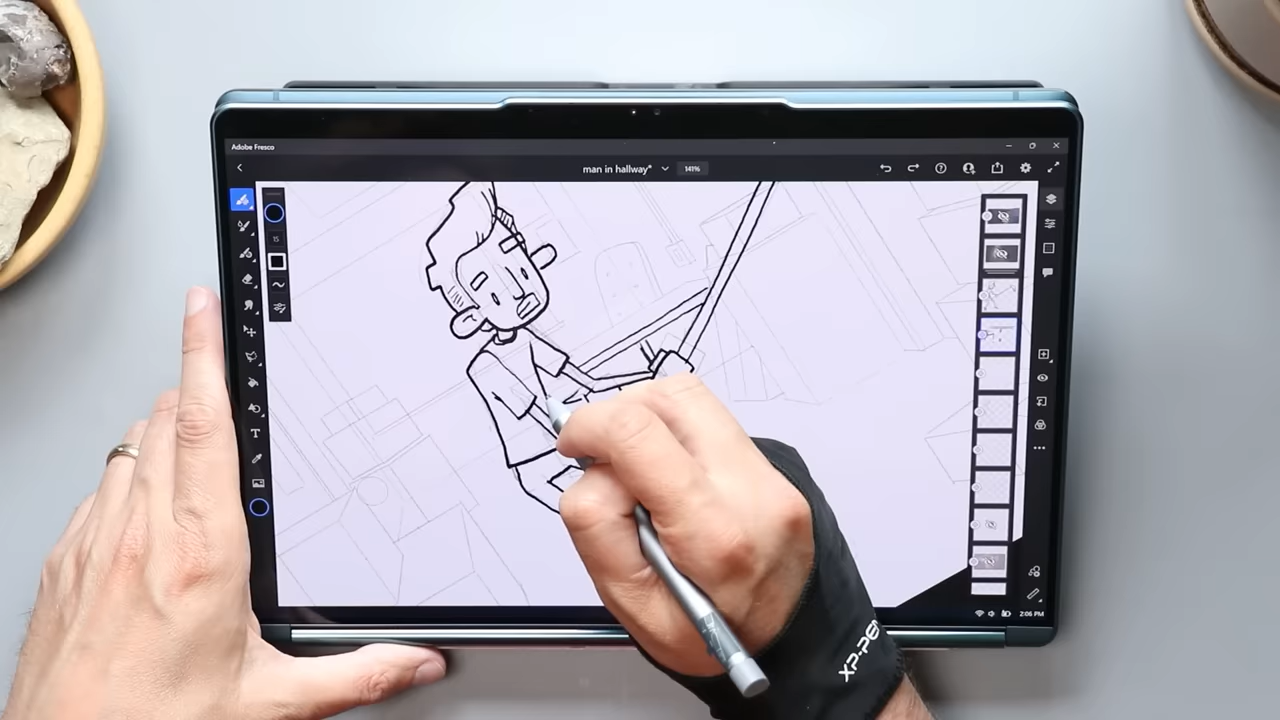 Adobe Fresco
man in hallway*
141%
15
T
2:06 PM
XP-PEN